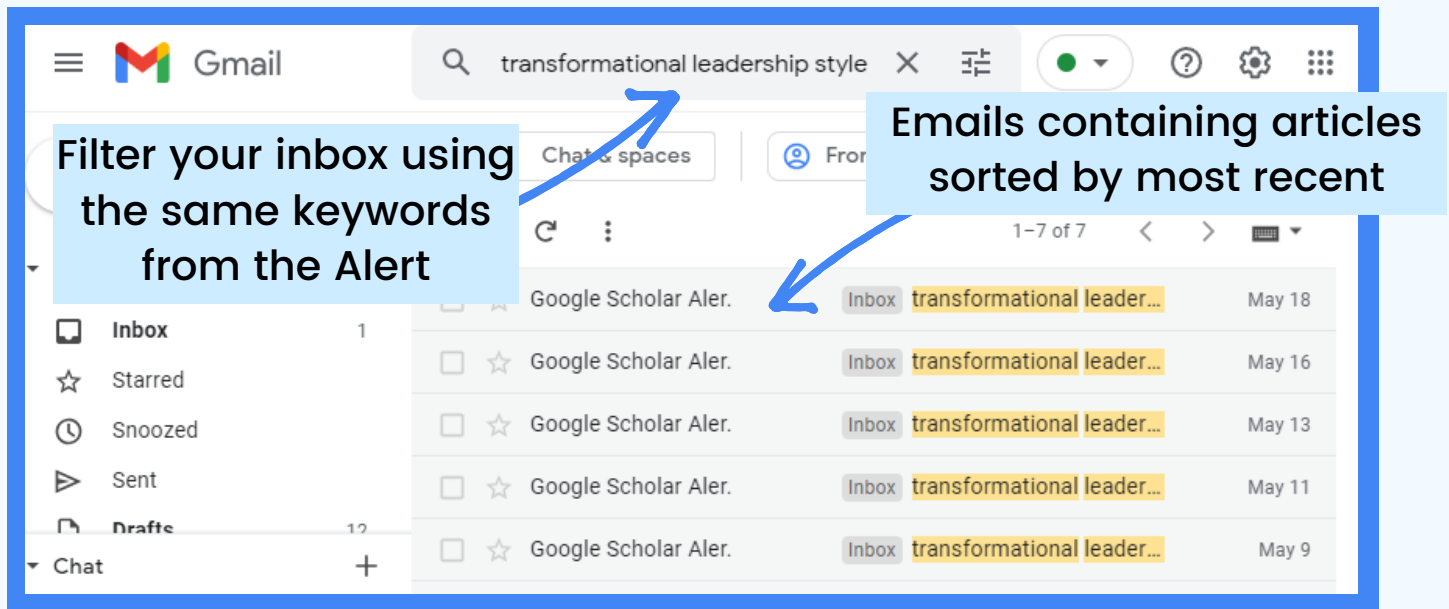 Gmail
transformational leadership style
Filter your inbox using
the same keywords
from the Alert
Emails containing articles
sorted by most recent
Chat & spaces
1–7 of 7
Inbox 1
Starred
Snoozed
Sent
Drafts 12
Chat
Google Scholar Aler. Inbox transformational leader... May 18
Google Scholar Aler. Inbox transformational leader... May 16
Google Scholar Aler. Inbox transformational leader... May 13
Google Scholar Aler. Inbox transformational leader... May 11
Google Scholar Aler. Inbox transformational leader... May 9